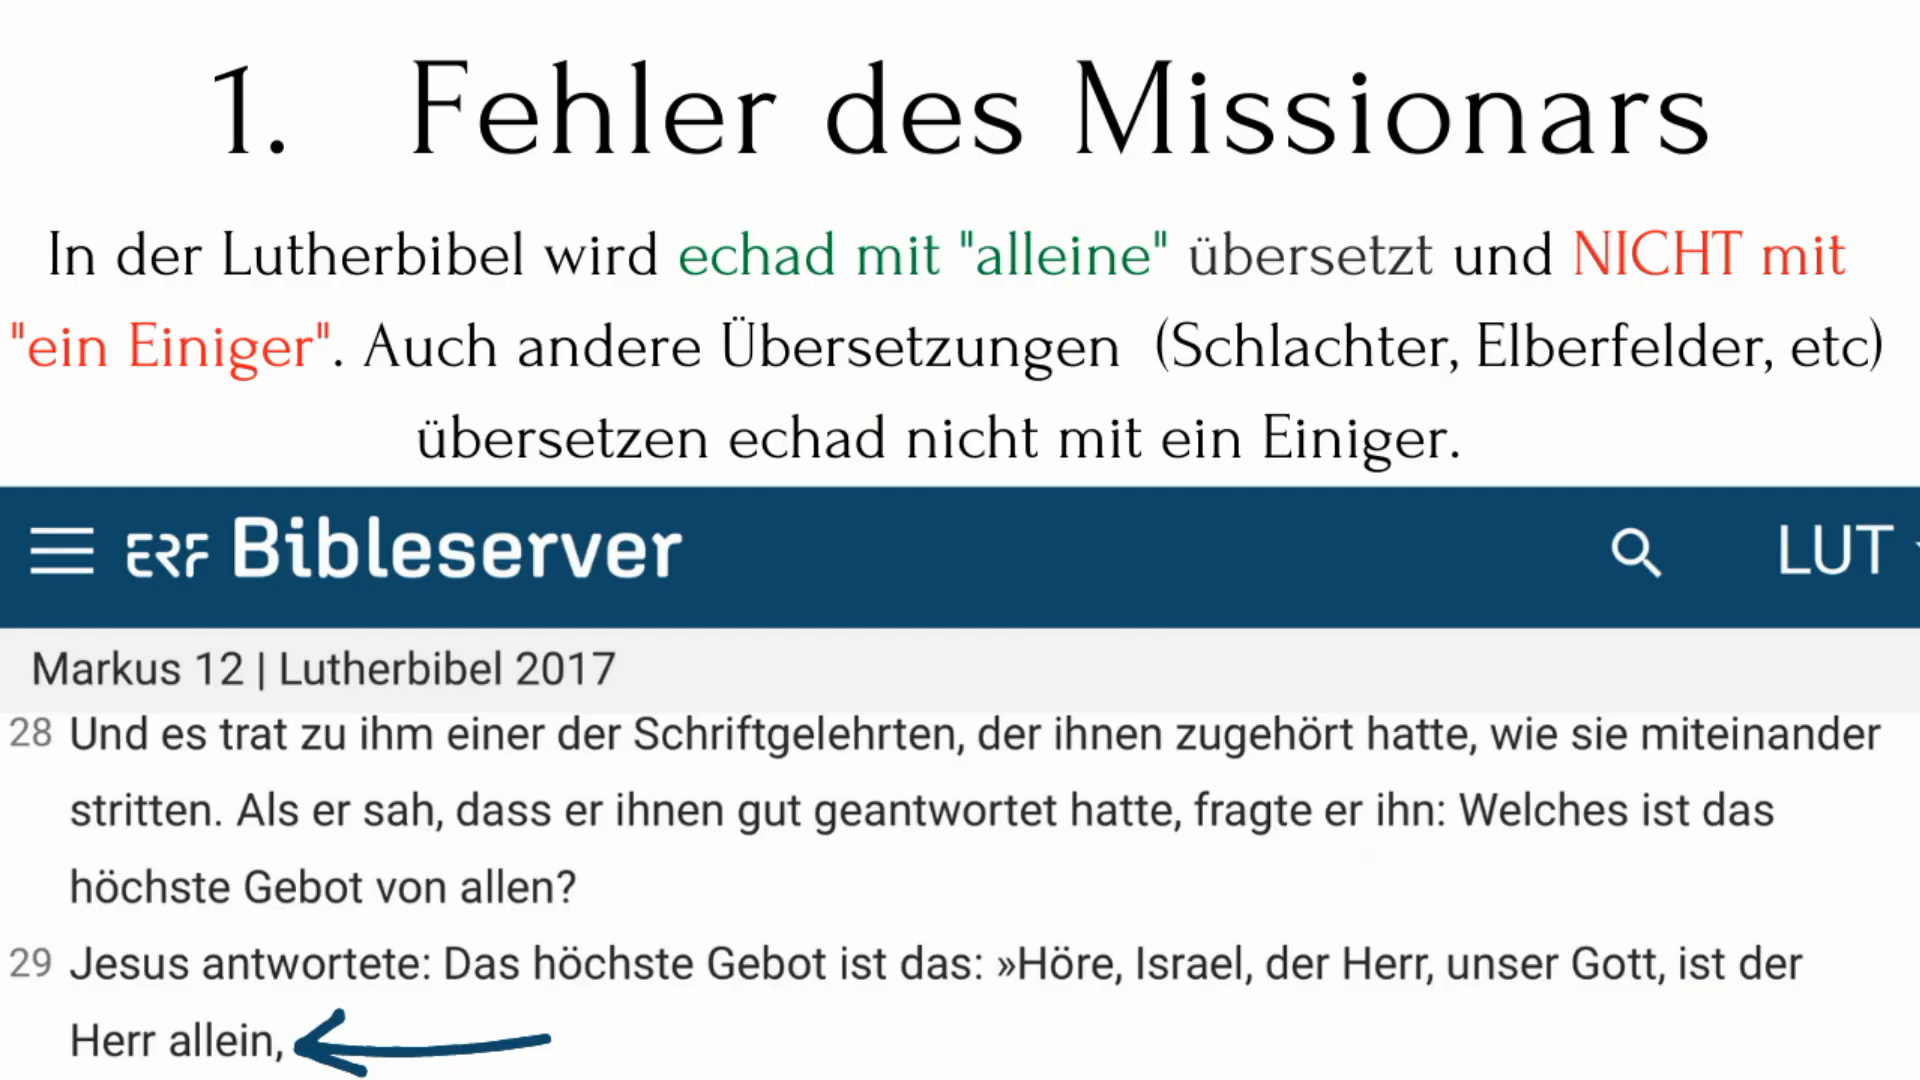 1. Fehler des Missionars
In der Lutherbibel wird echad mit "alleine" übersetzt und NICHT mit
"ein Einiger". Auch andere Übersetzungen (Schlachter, Elberfelder, etc)
übersetzen echad nicht mit ein Einiger.
ERF Bibleserver LUT
Markus 12 | Lutherbibel 2017
28 Und es trat zu ihm einer der Schriftgelehrten, der ihnen zugehört hatte, wie sie miteinander
stritten. Als er sah, dass er ihnen gut geantwortet hatte, fragte er ihn: Welches ist das
höchste Gebot von allen?
29 Jesus antwortete: Das höchste Gebot ist das: »Höre, Israel, der Herr, unser Gott, ist der
Herr allein,